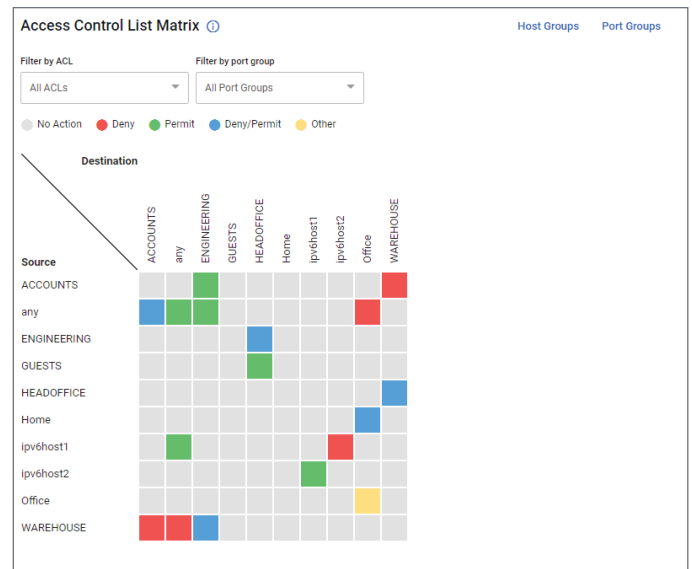 Access Control List Matrix
Host Groups Port Groups
Filter by ACL Filter by port group
All ACLs All Port Groups
No Action Deny Permit Deny/Permit Other
Destination
ACCOUNTS any ENGINEERING GUESTS HEADOFFICE Home ipv6host1 ipv6host2 Office WAREHOUSE
Source
ACCOUNTS
any
ENGINEERING
GUESTS
HEADOFFICE
Home
ipv6host1
ipv6host2
Office
WAREHOUSE